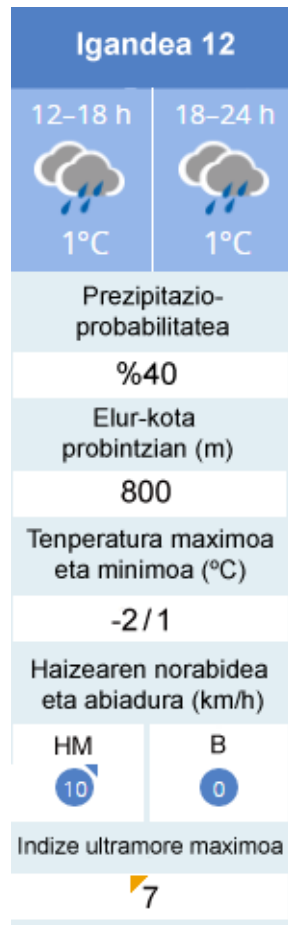 Igandea 12
12–18 h 18–24 h
1°C 1°C
Prezipitazio-
probabilitatea
%40
Elur-kota
probintzian (m)
800
Tenperatura maximoa
eta minimoa (ºC)
-2/1
Haizearen norabidea
eta abiadura (km/h)
HM B
10 0
Indize ultramore maximoa
7